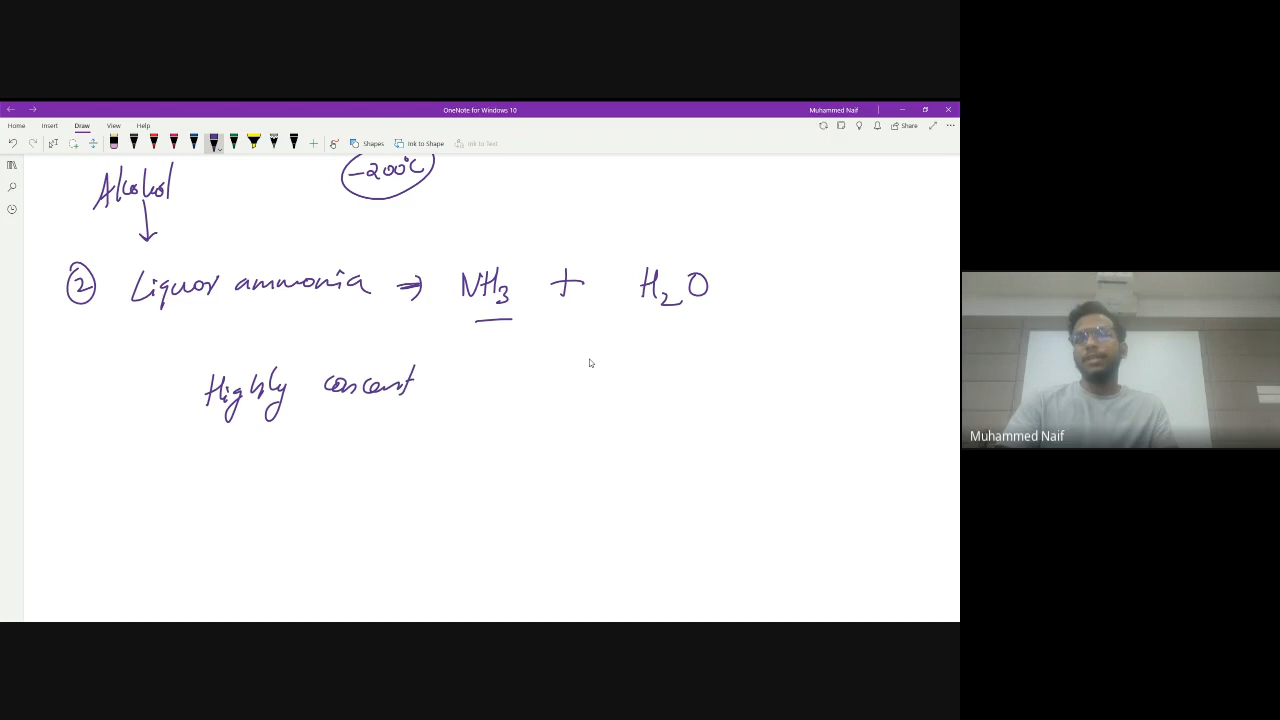 OneNote for Windows 10
Muhammed Naif
Home Insert Draw View Help
Share
Shapes Ink to Shape Ink to Text
Alcohol
-200°C
② Liquor ammonia → NH₃ + H₂O
Highly concent
Muhammed Naif